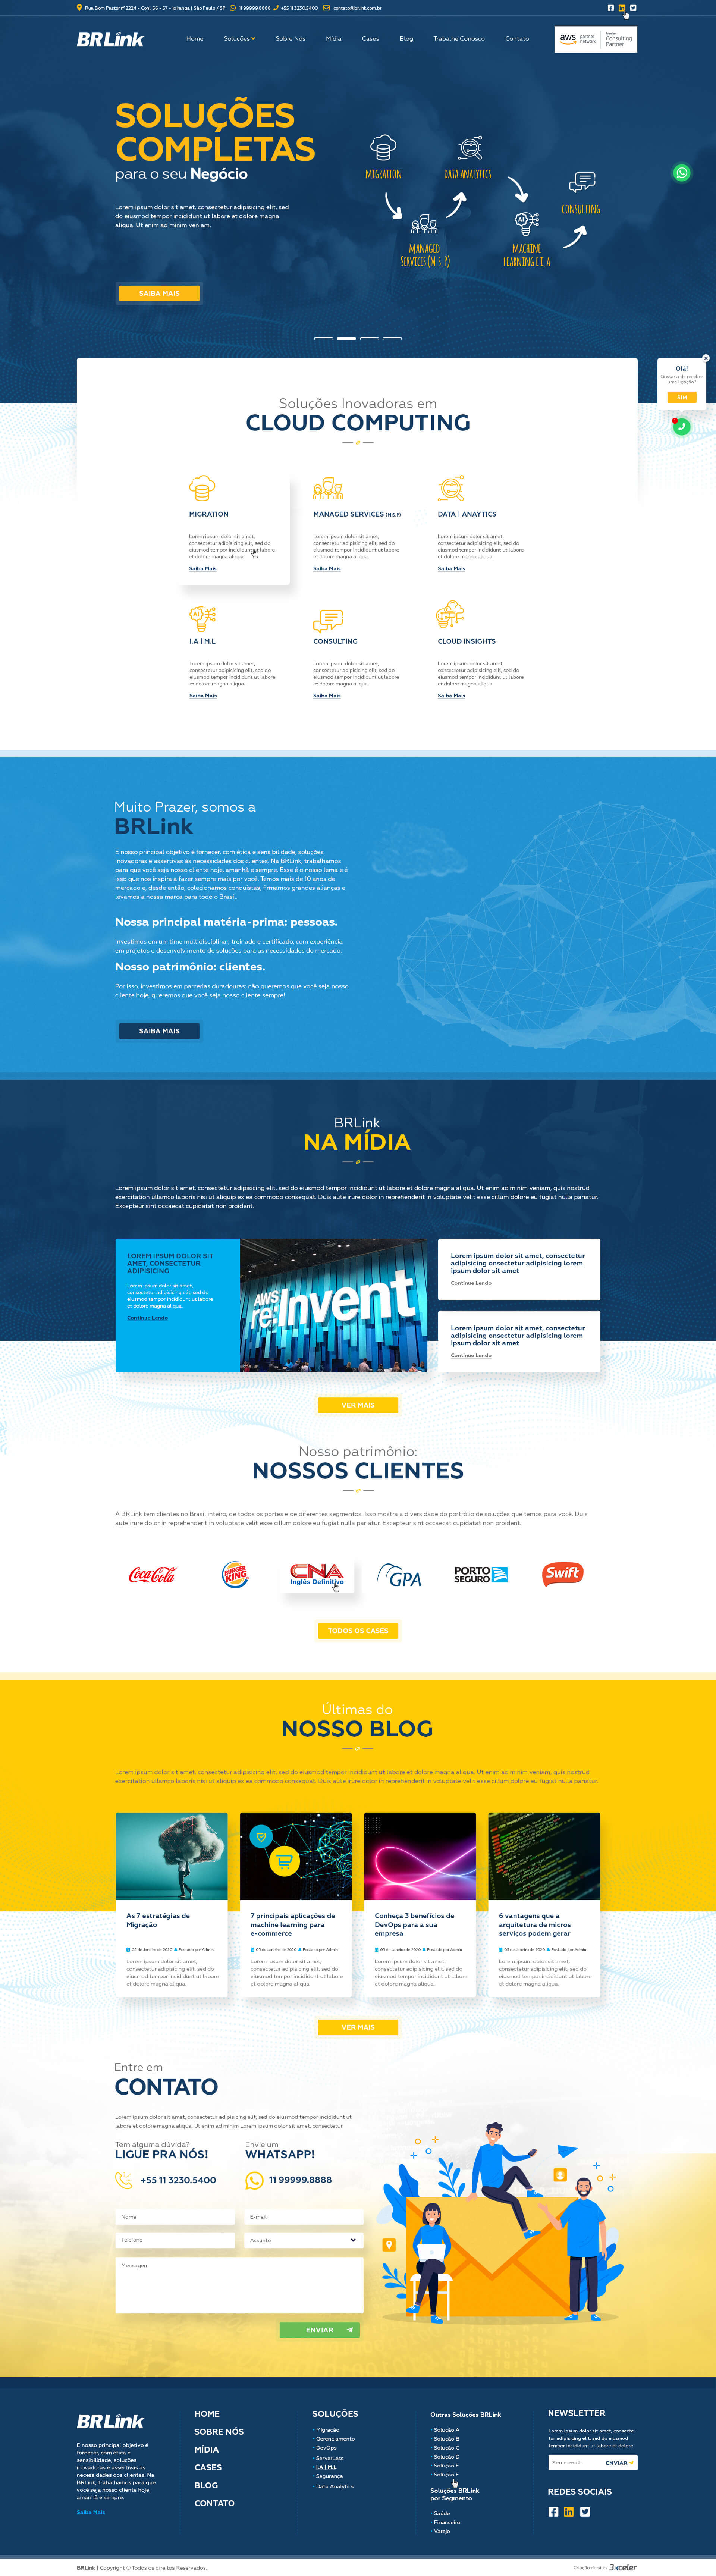 Rua Bom Pastor nº2224 - Conj. 56 - 57 - Ipiranga | São Paulo / SP
11 99999.8888
+55 11 3230.5400
contato@brlink.com.br
BRLink
Home
Soluções
Sobre Nós
Mídia
Cases
Blog
Trabalhe Conosco
Contato
aws partner network
Consulting Partner
SOLUÇÕES
COMPLETAS
para o seu Negócio
Lorem ipsum dolor sit amet, consectetur adipisicing elit, sed
do eiusmod tempor incididunt ut labore et dolore magna
aliqua. Ut enim ad minim veniam.
SAIBA MAIS
MIGRATION
DATA ANALYTICS
CONSULTING
MANAGED
SERVICES (M.S.P)
AI
MACHINE
LEARNING E I.A
Olá!
Gostaria de receber
uma ligação?
SIM
1
Soluções Inovadoras em
CLOUD COMPUTING
MIGRATION
Lorem ipsum dolor sit amet,
consectetur adipisicing elit, sed do
eiusmod tempor incididunt ut labore
et dolore magna aliqua.
Saiba Mais
MANAGED SERVICES (M.S.P)
Lorem ipsum dolor sit amet,
consectetur adipisicing elit, sed do
eiusmod tempor incididunt ut labore
et dolore magna aliqua.
Saiba Mais
DATA | ANAYTICS
Lorem ipsum dolor sit amet,
consectetur adipisicing elit, sed do
eiusmod tempor incididunt ut labore
et dolore magna aliqua.
Saiba Mais
AI
I.A | M.L
Lorem ipsum dolor sit amet,
consectetur adipisicing elit, sed do
eiusmod tempor incididunt ut labore
et dolore magna aliqua.
Saiba Mais
CONSULTING
Lorem ipsum dolor sit amet,
consectetur adipisicing elit, sed do
eiusmod tempor incididunt ut labore
et dolore magna aliqua.
Saiba Mais
CLOUD INSIGHTS
Lorem ipsum dolor sit amet,
consectetur adipisicing elit, sed do
eiusmod tempor incididunt ut labore
et dolore magna aliqua.
Saiba Mais
Muito Prazer, somos a
BRLink
E nosso principal objetivo é fornecer, com ética e sensibilidade, soluções
inovadoras e assertivas às necessidades dos clientes. Na BRLink, trabalhamos
para que você seja nosso cliente hoje, amanhã e sempre. Esse é o nosso lema e é
isso que nos inspira a fazer sempre mais por você. Temos mais de 10 anos de
mercado e, desde então, colecionamos conquistas, firmamos grandes alianças e
levamos a nossa marca para todo o Brasil.
Nossa principal matéria-prima: pessoas.
Investimos em um time multidisciplinar, treinado e certificado, com experiência
em projetos e desenvolvimento de soluções para as necessidades do mercado.
Nosso patrimônio: clientes.
Por isso, investimos em parcerias duradouras: não queremos que você seja nosso
cliente hoje, queremos que você seja nosso cliente sempre!
SAIBA MAIS
BRLink
NA MÍDIA
Lorem ipsum dolor sit amet, consectetur adipisicing elit, sed do eiusmod tempor incididunt ut labore et dolore magna aliqua. Ut enim ad minim veniam, quis nostrud
exercitation ullamco laboris nisi ut aliquip ex ea commodo consequat. Duis aute irure dolor in reprehenderit in voluptate velit esse cillum dolore eu fugiat nulla pariatur.
Excepteur sint occaecat cupidatat non proident.
LOREM IPSUM DOLOR SIT
AMET, CONSECTETUR
ADIPISICING
Lorem ipsum dolor sit amet,
consectetur adipisicing elit, sed do
eiusmod tempor incididunt ut labore
et dolore magna aliqua.
Continue Lendo
AWS
re:Invent
Lorem ipsum dolor sit amet, consectetur
adipisicing onsectetur adipisicing lorem
ipsum dolor sit amet
Continue Lendo
Lorem ipsum dolor sit amet, consectetur
adipisicing onsectetur adipisicing lorem
ipsum dolor sit amet
Continue Lendo
VER MAIS
Nosso patrimônio:
NOSSOS CLIENTES
A BRLink tem clientes no Brasil inteiro, de todos os portes e de diferentes segmentos. Isso mostra a diversidade do portfólio de soluções que temos para você. Duis
aute irure dolor in reprehenderit in voluptate velit esse cillum dolore eu fugiat nulla pariatur. Excepteur sint occaecat cupidatat non proident.
Coca-Cola
BURGER KING
CNA
Inglês Definitivo
GPA
PORTO SEGURO
Swift
TODOS OS CASES
Últimas do
NOSSO BLOG
Lorem ipsum dolor sit amet, consectetur adipisicing elit, sed do eiusmod tempor incididunt ut labore et dolore magna aliqua. Ut enim ad minim veniam, quis nostrud
exercitation ullamco laboris nisi ut aliquip ex ea commodo consequat. Duis aute irure dolor in reprehenderit in voluptate velit esse cillum dolore eu fugiat nulla pariatur.
As 7 estratégias de
Migração
05 de Janeiro de 2020 Postado por Admin
Lorem ipsum dolor sit amet,
consectetur adipisicing elit, sed do
eiusmod tempor incididunt ut labore
et dolore magna aliqua.
7 principais aplicações de
machine learning para
e-commerce
05 de Janeiro de 2020 Postado por Admin
Lorem ipsum dolor sit amet,
consectetur adipisicing elit, sed do
eiusmod tempor incididunt ut labore
et dolore magna aliqua.
Conheça 3 benefícios de
DevOps para a sua
empresa
05 de Janeiro de 2020 Postado por Admin
Lorem ipsum dolor sit amet,
consectetur adipisicing elit, sed do
eiusmod tempor incididunt ut labore
et dolore magna aliqua.
6 vantagens que a
arquitetura de micros
serviços podem gerar
05 de Janeiro de 2020 Postado por Admin
Lorem ipsum dolor sit amet,
consectetur adipisicing elit, sed do
eiusmod tempor incididunt ut labore
et dolore magna aliqua.
VER MAIS
Entre em
CONTATO
Lorem ipsum dolor sit amet, consectetur adipisicing elit, sed do eiusmod tempor incididunt ut
labore et dolore magna aliqua. Ut enim ad minim Lorem ipsum dolor sit amet, consectetur
Tem alguma dúvida?
LIGUE PRA NÓS!
+55 11 3230.5400
Envie um
WHATSAPP!
11 99999.8888
Nome
E-mail
Telefone
Assunto
Mensagem
ENVIAR
BRLink
E nosso principal objetivo é
fornecer, com ética e
sensibilidade, soluções
inovadoras e assertivas às
necessidades dos clientes. Na
BRLink, trabalhamos para que
você seja nosso cliente hoje,
amanhã e sempre.
Saiba Mais
HOME
SOBRE NÓS
MÍDIA
CASES
BLOG
CONTATO
SOLUÇÕES
· Migração
· Gerenciamento
· DevOps
· ServerLess
· I.A | M.L
· Segurança
· Data Analytics
Outras Soluções BRLink
· Solução A
· Solução B
· Solução C
· Solução D
· Solução E
· Solução F
Soluções BRLink
por Segmento
· Saúde
· Financeiro
· Varejo
NEWSLETTER
Lorem ipsum dolor sit amet, consecte-
tur adipisicing elit, sed do eiusmod
tempor incididunt ut labore et dolore
Seu e-mail...
ENVIAR
REDES SOCIAIS
BRLink | Copyright © Todos os direitos Reservados.
Criação de sites 3xceler